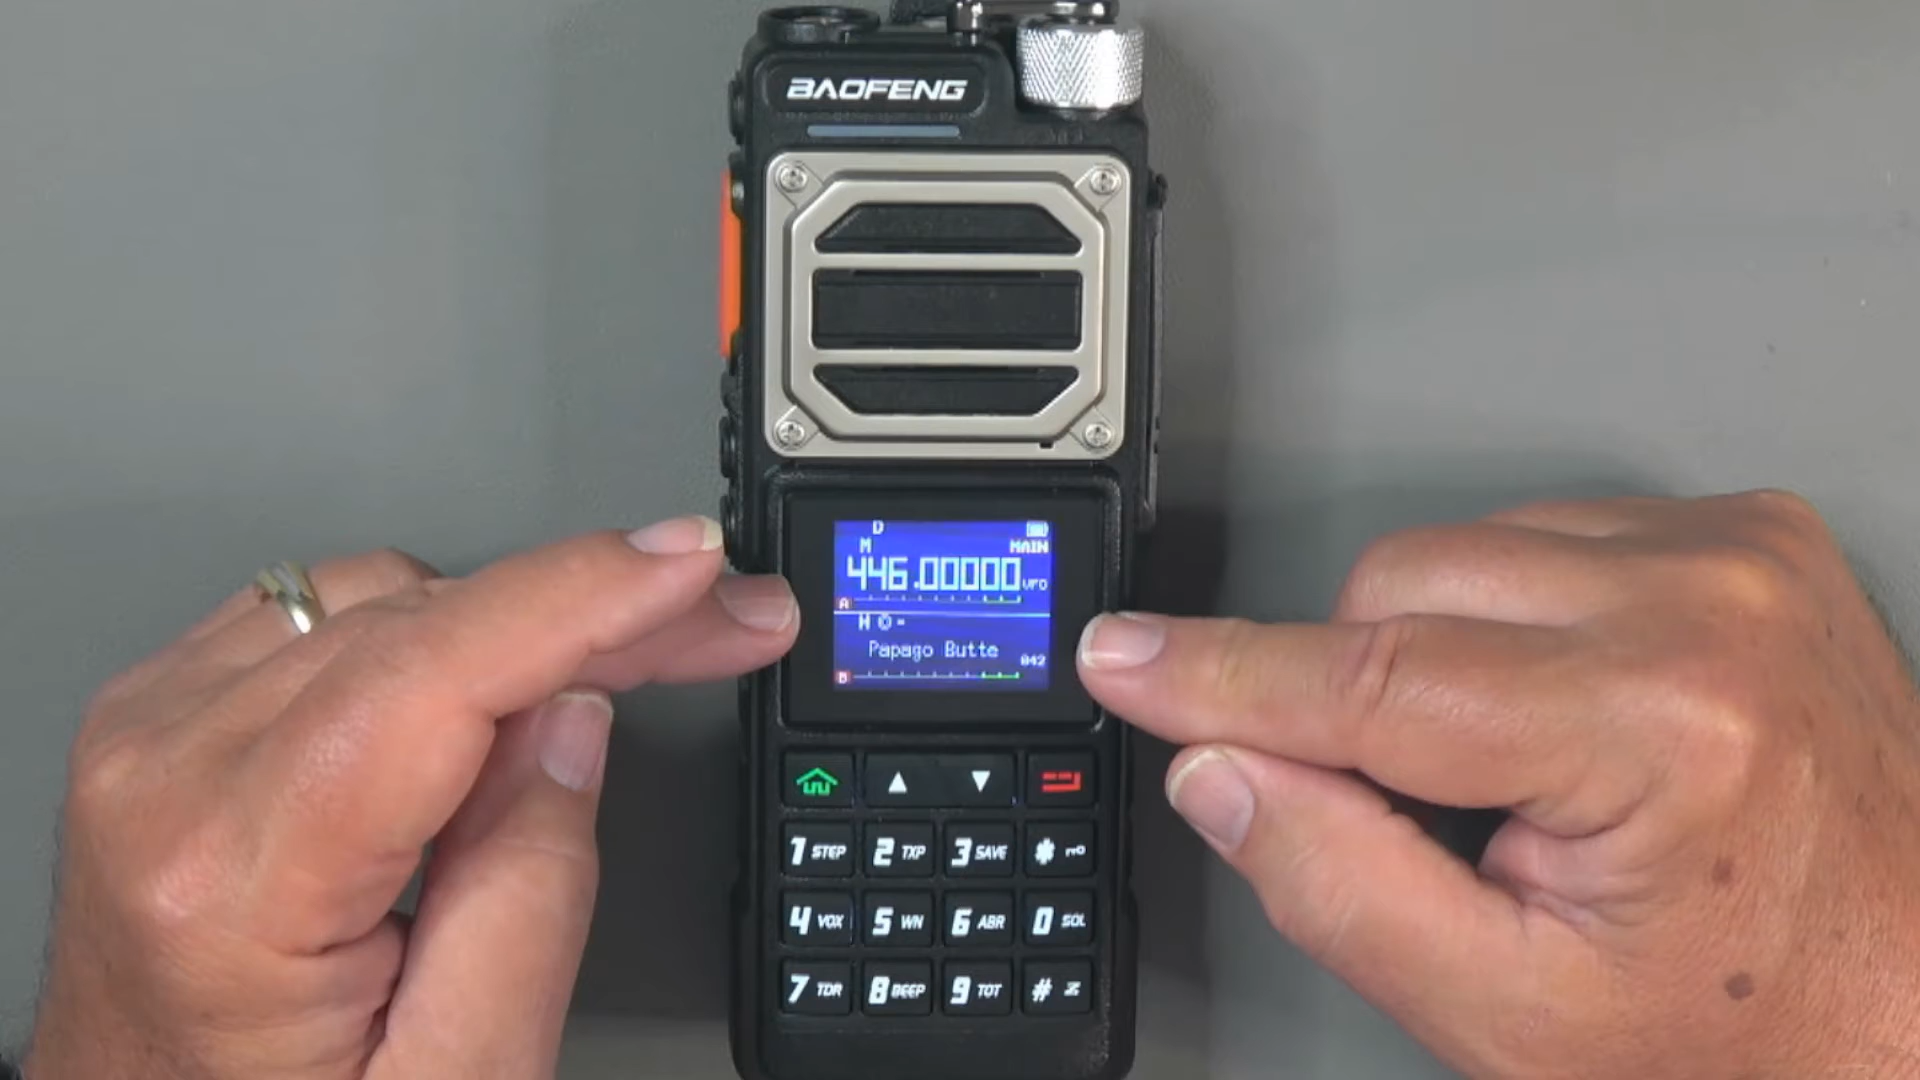 BAOFENG
D
M MAIN
446.00000 VFO
A
H -
Papago Butte 042
B
1 STEP 2 TXP 3 SAVE *
4 VOX 5 WN 6 ABR 0 SQL
7 TDR 8 BEEP 9 TOT #